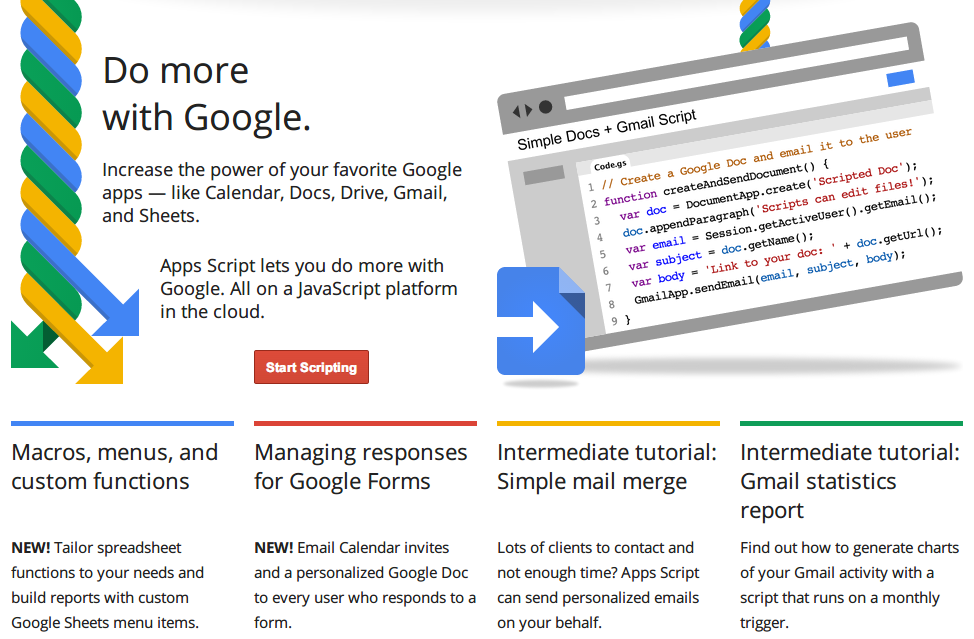 Do more
with Google.
Increase the power of your favorite Google
apps — like Calendar, Docs, Drive, Gmail,
and Sheets.
Apps Script lets you do more with
Google. All on a JavaScript platform
in the cloud.
Start Scripting
Simple Docs + Gmail Script
Code.gs
1 // Create a Google Doc and email it to the user
2 function createAndSendDocument() {
3 var doc = DocumentApp.create('Scripted Doc');
4 doc.appendParagraph('Scripts can edit files!');
5 var email = Session.getActiveUser().getEmail();
6 var subject = doc.getName();
7 var body = 'Link to your doc: ' + doc.getUrl();
8 GmailApp.sendEmail(email, subject, body);
9 }
Macros, menus, and
custom functions
NEW! Tailor spreadsheet
functions to your needs and
build reports with custom
Google Sheets menu items.
Managing responses
for Google Forms
NEW! Email Calendar invites
and a personalized Google Doc
to every user who responds to a
form.
Intermediate tutorial:
Simple mail merge
Lots of clients to contact and
not enough time? Apps Script
can send personalized emails
on your behalf.
Intermediate tutorial:
Gmail statistics
report
Find out how to generate charts
of your Gmail activity with a
script that runs on a monthly
trigger.